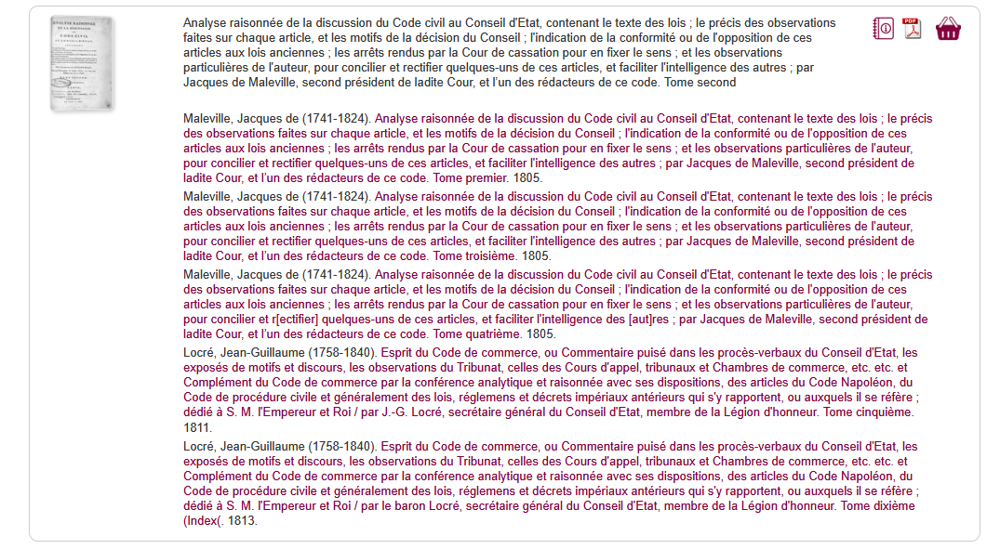 Analyse raisonnée de la discussion du Code civil au Conseil d'Etat, contenant le texte des lois ; le précis des observations
faites sur chaque article, et les motifs de la décision du Conseil ; l'indication de la conformité ou de l'opposition de ces
articles aux lois anciennes ; les arrêts rendus par la Cour de cassation pour en fixer le sens ; et les observations
particulières de l'auteur, pour concilier et rectifier quelques-uns de ces articles, et faciliter l'intelligence des autres ; par
Jacques de Maleville, second président de ladite Cour, et l'un des rédacteurs de ce code. Tome second
PDF
ANALYSE RAISONNÉE
DE LA DISCUSSION
CODE CIVIL
Maleville, Jacques de (1741-1824). Analyse raisonnée de la discussion du Code civil au Conseil d'Etat, contenant le texte des lois ; le précis
des observations faites sur chaque article, et les motifs de la décision du Conseil ; l'indication de la conformité ou de l'opposition de ces
articles aux lois anciennes ; les arrêts rendus par la Cour de cassation pour en fixer le sens ; et les observations particulières de l'auteur,
pour concilier et rectifier quelques-uns de ces articles, et faciliter l'intelligence des autres ; par Jacques de Maleville, second président de
ladite Cour, et l'un des rédacteurs de ce code. Tome premier. 1805.
Maleville, Jacques de (1741-1824). Analyse raisonnée de la discussion du Code civil au Conseil d'Etat, contenant le texte des lois ; le précis
des observations faites sur chaque article, et les motifs de la décision du Conseil ; l'indication de la conformité ou de l'opposition de ces
articles aux lois anciennes ; les arrêts rendus par la Cour de cassation pour en fixer le sens ; et les observations particulières de l'auteur,
pour concilier et rectifier quelques-uns de ces articles, et faciliter l'intelligence des autres ; par Jacques de Maleville, second président de
ladite Cour, et l'un des rédacteurs de ce code. Tome troisième. 1805.
Maleville, Jacques de (1741-1824). Analyse raisonnée de la discussion du Code civil au Conseil d'Etat, contenant le texte des lois ; le précis
des observations faites sur chaque article, et les motifs de la décision du Conseil ; l'indication de la conformité ou de l'opposition de ces
articles aux lois anciennes ; les arrêts rendus par la Cour de cassation pour en fixer le sens ; et les observations particulières de l'auteur,
pour concilier et r[ectifier] quelques-uns de ces articles, et faciliter l'intelligence des [aut]res ; par Jacques de Maleville, second président de
ladite Cour, et l'un des rédacteurs de ce code. Tome quatrième. 1805.
Locré, Jean-Guillaume (1758-1840). Esprit du Code de commerce, ou Commentaire puisé dans les procès-verbaux du Conseil d'Etat, les
exposés de motifs et discours, les observations du Tribunat, celles des Cours d'appel, tribunaux et Chambres de commerce, etc. etc. et
Complément du Code de commerce par la conférence analytique et raisonnée avec ses dispositions, des articles du Code Napoléon, du
Code de procédure civile et généralement des lois, réglemens et décrets impériaux antérieurs qui s'y rapportent, ou auxquels il se réfère ;
dédié à S. M. l'Empereur et Roi / par J.-G. Locré, secrétaire général du Conseil d'Etat, membre de la Légion d'honneur. Tome cinquième.
1811.
Locré, Jean-Guillaume (1758-1840). Esprit du Code de commerce, ou Commentaire puisé dans les procès-verbaux du Conseil d'Etat, les
exposés de motifs et discours, les observations du Tribunat, celles des Cours d'appel, tribunaux et Chambres de commerce, etc. etc. et
Complément du Code de commerce par la conférence analytique et raisonnée avec ses dispositions, des articles du Code Napoléon, du
Code de procédure civile et généralement des lois, réglemens et décrets impériaux antérieurs qui s'y rapportent, ou auxquels il se réfère ;
dédié à S. M. l'Empereur et Roi / par le baron Locré, secrétaire général du Conseil d'Etat, membre de la Légion d'honneur. Tome dixième
(Index(. 1813.